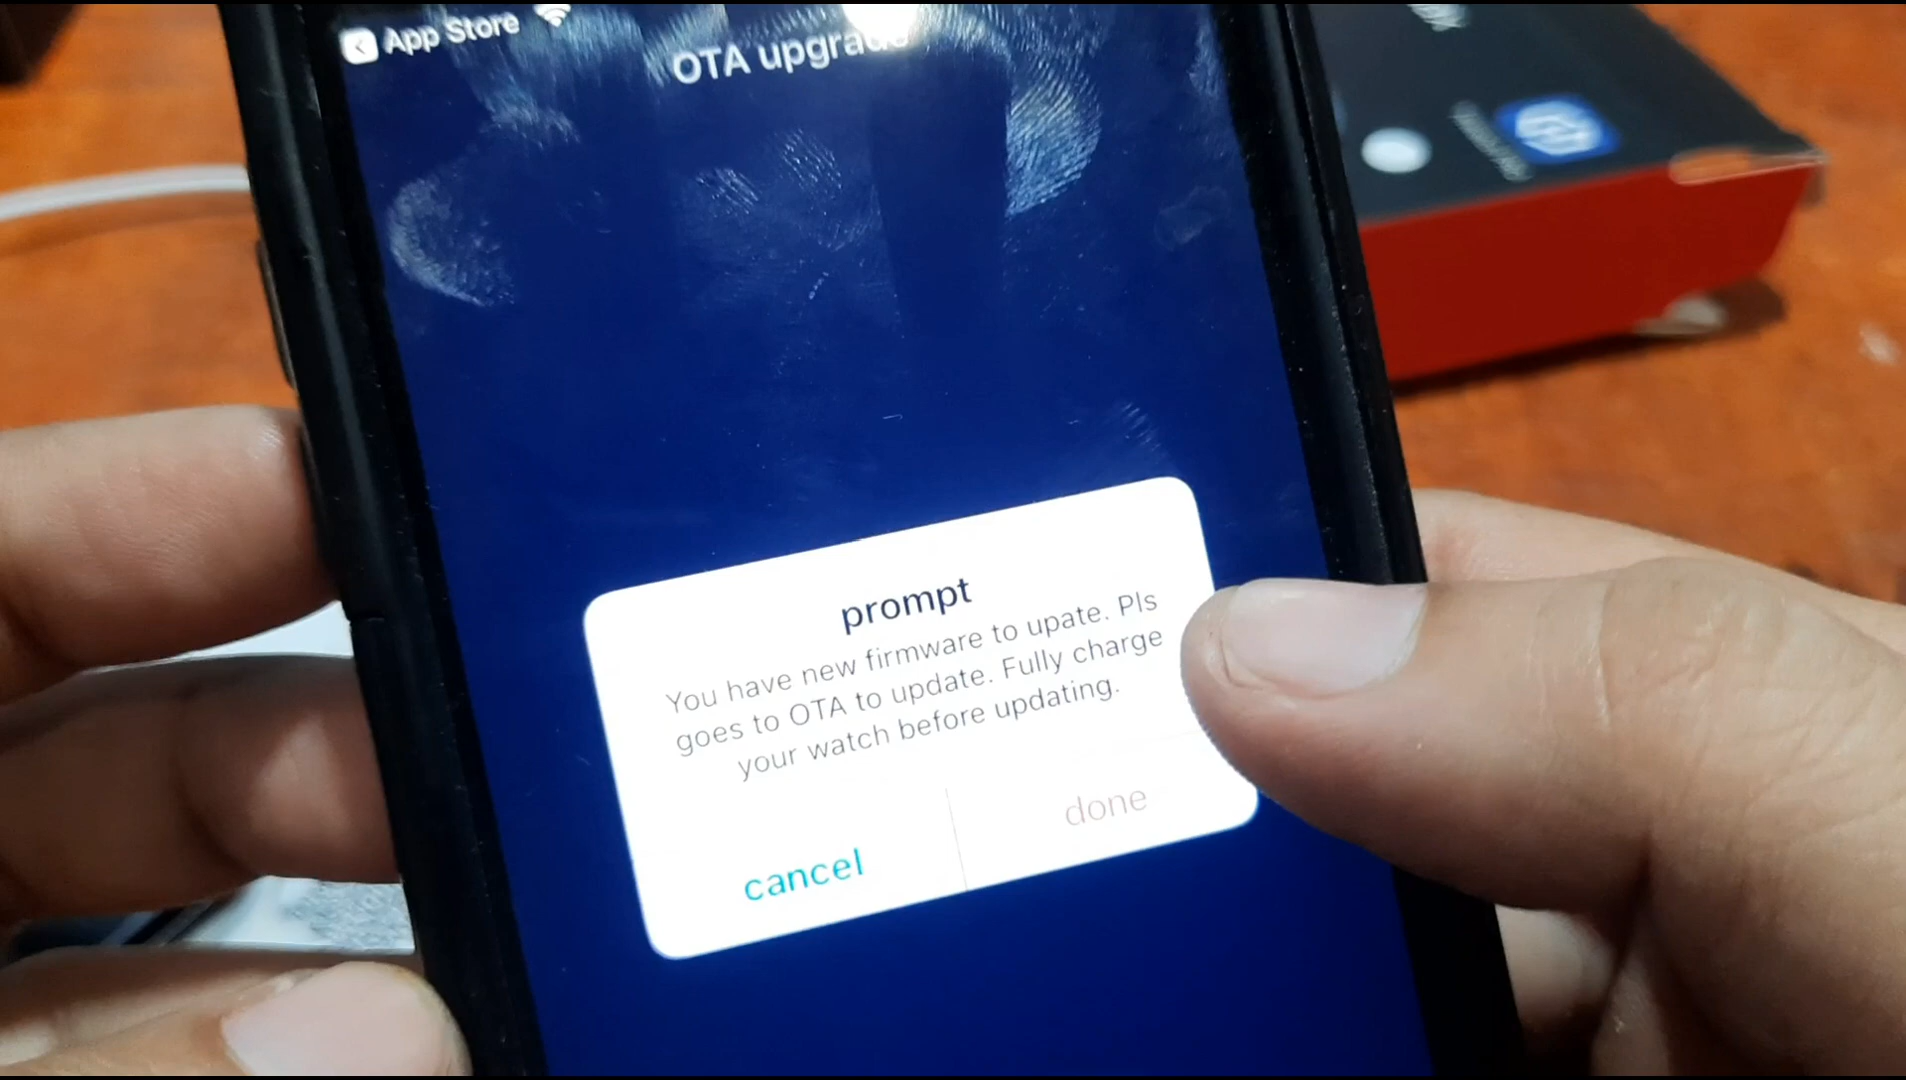 App Store
OTA upgrade
prompt
You have new firmware to upate. Pls
goes to OTA to update. Fully charge
your watch before updating.
cancel
done